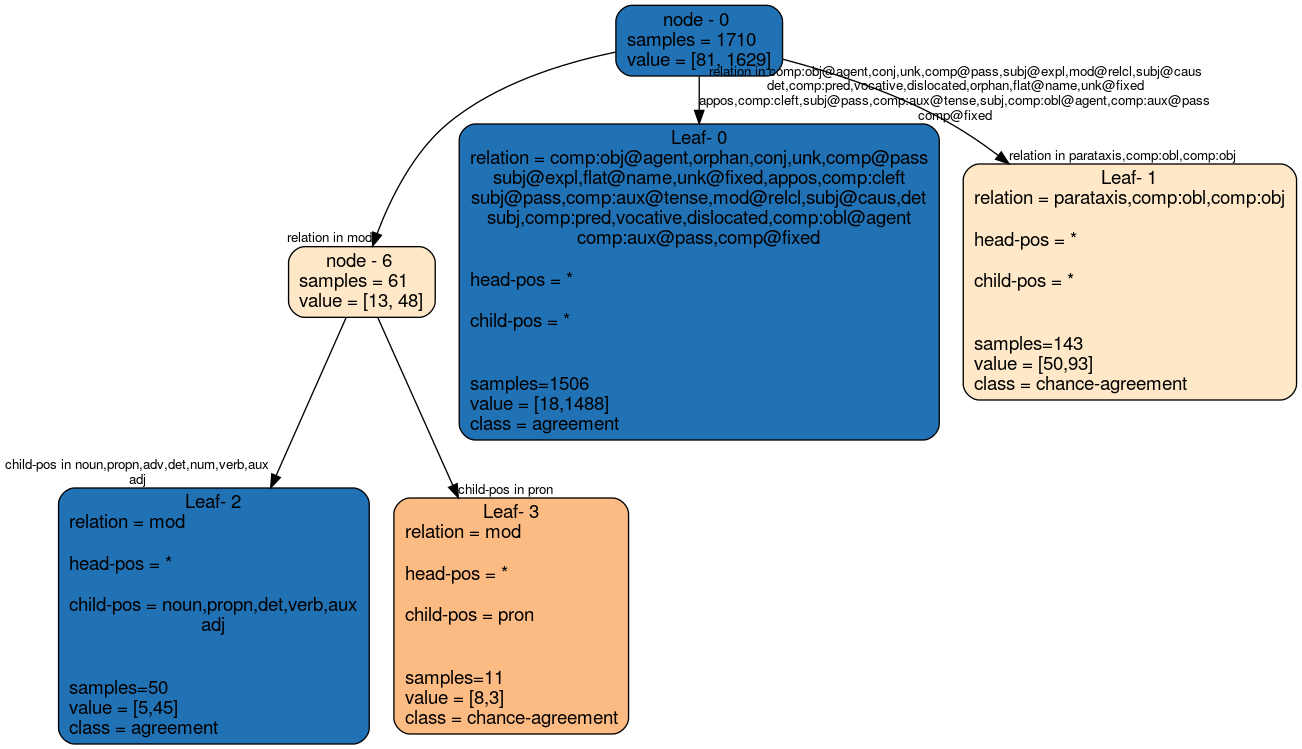 node - 0
samples = 1710
value = [81, 1629]
relation in comp:obj@agent,conj,unk,comp@pass,subj@expl,mod@relcl,subj@caus
det,comp:pred,vocative,dislocated,orphan,flat@name,unk@fixed
appos,comp:cleft,subj@pass,comp:aux@tense,subj,comp:obl@agent,comp:aux@pass
comp@fixed
Leaf- 0
relation = comp:obj@agent,orphan,conj,unk,comp@pass
subj@expl,flat@name,unk@fixed,appos,comp:cleft
subj@pass,comp:aux@tense,mod@relcl,subj@caus,det
subj,comp:pred,vocative,dislocated,comp:obl@agent
comp:aux@pass,comp@fixed
head-pos = *
child-pos = *
samples=1506
value = [18,1488]
class = agreement
relation in parataxis,comp:obl,comp:obj
Leaf- 1
relation = parataxis,comp:obl,comp:obj
head-pos = *
child-pos = *
samples=143
value = [50,93]
class = chance-agreement
relation in mod
node - 6
samples = 61
value = [13, 48]
child-pos in noun,propn,adv,det,num,verb,aux
adj
Leaf- 2
relation = mod
head-pos = *
child-pos = noun,propn,det,verb,aux
adj
samples=50
value = [5,45]
class = agreement
child-pos in pron
Leaf- 3
relation = mod
head-pos = *
child-pos = pron
samples=11
value = [8,3]
class = chance-agreement